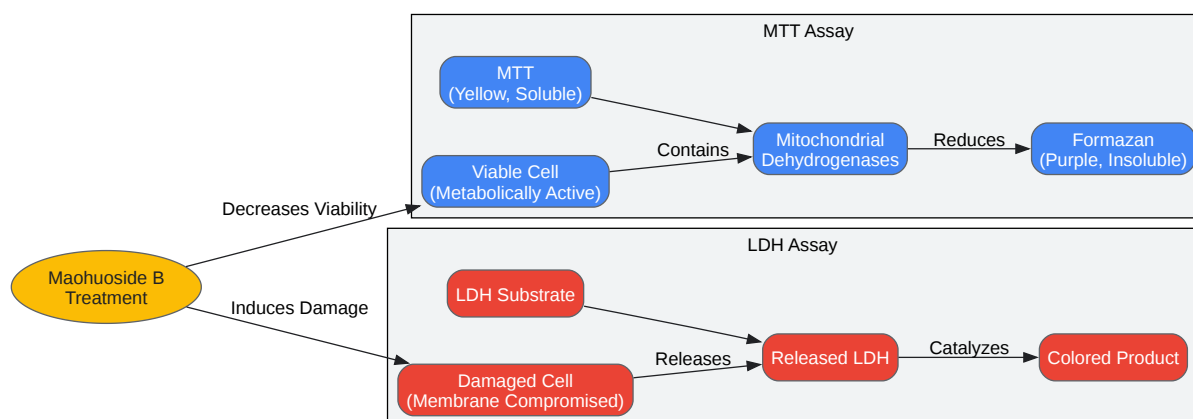 MTT Assay
MTT
(Yellow, Soluble)
Viable Cell
(Metabolically Active)
Contains
Mitochondrial
Dehydrogenases
Reduces
Formazan
(Purple, Insoluble)
Decreases Viability
Maohuoside B
Treatment
Induces Damage
LDH Assay
LDH Substrate
Damaged Cell
(Membrane Compromised)
Releases
Released LDH
Catalyzes
Colored Product